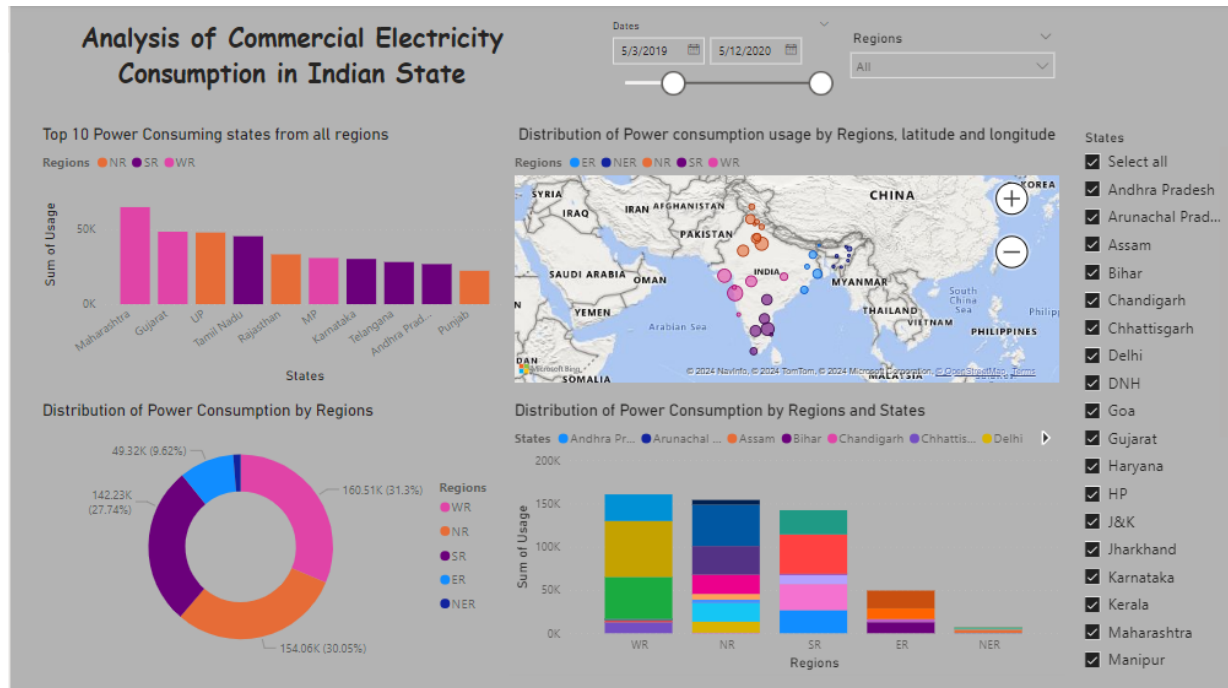 Analysis of Commercial Electricity
Consumption in Indian State
Dates
5/3/2019
5/12/2020
Regions
All
Top 10 Power Consuming states from all regions
Regions NR SR WR
Sum of Usage
50K
0K
Maharashtra
Gujarat
UP
Tamil Nadu
Rajasthan
MP
Karnataka
Telangana
Andhra Prad...
Punjab
States
Distribution of Power consumption usage by Regions, latitude and longitude
Regions ER NER NR SR WR
SYRIA
IRAQ
IRAN
AFGHANISTAN
PAKISTAN
CHINA
KOREA
SAUDI ARABIA
OMAN
INDIA
MYANMAR
YEMEN
Arabian Sea
THAILAND
VIETNAM
South
China
Sea
PHILIPPINES
Philipp
N
DAN
SOMALIA
MALAYSIA
Microsoft Bing
© 2024 NavInfo, © 2024 TomTom, © 2024 Microsoft Corporation, © OpenStreetMap Terms
States
Select all
Andhra Pradesh
Arunachal Prad...
Assam
Bihar
Chandigarh
Chhattisgarh
Delhi
DNH
Goa
Gujarat
Haryana
HP
J&K
Jharkhand
Karnataka
Kerala
Maharashtra
Manipur
Distribution of Power Consumption by Regions
49.32K (9.62%)
142.23K
(27.74%)
160.51K (31.3%)
154.06K (30.05%)
Regions
WR
NR
SR
ER
NER
Distribution of Power Consumption by Regions and States
States Andhra Pr... Arunachal ... Assam Bihar Chandigarh Chhattis... Delhi
Sum of Usage
200K
150K
100K
50K
0K
WR NR SR ER NER
Regions